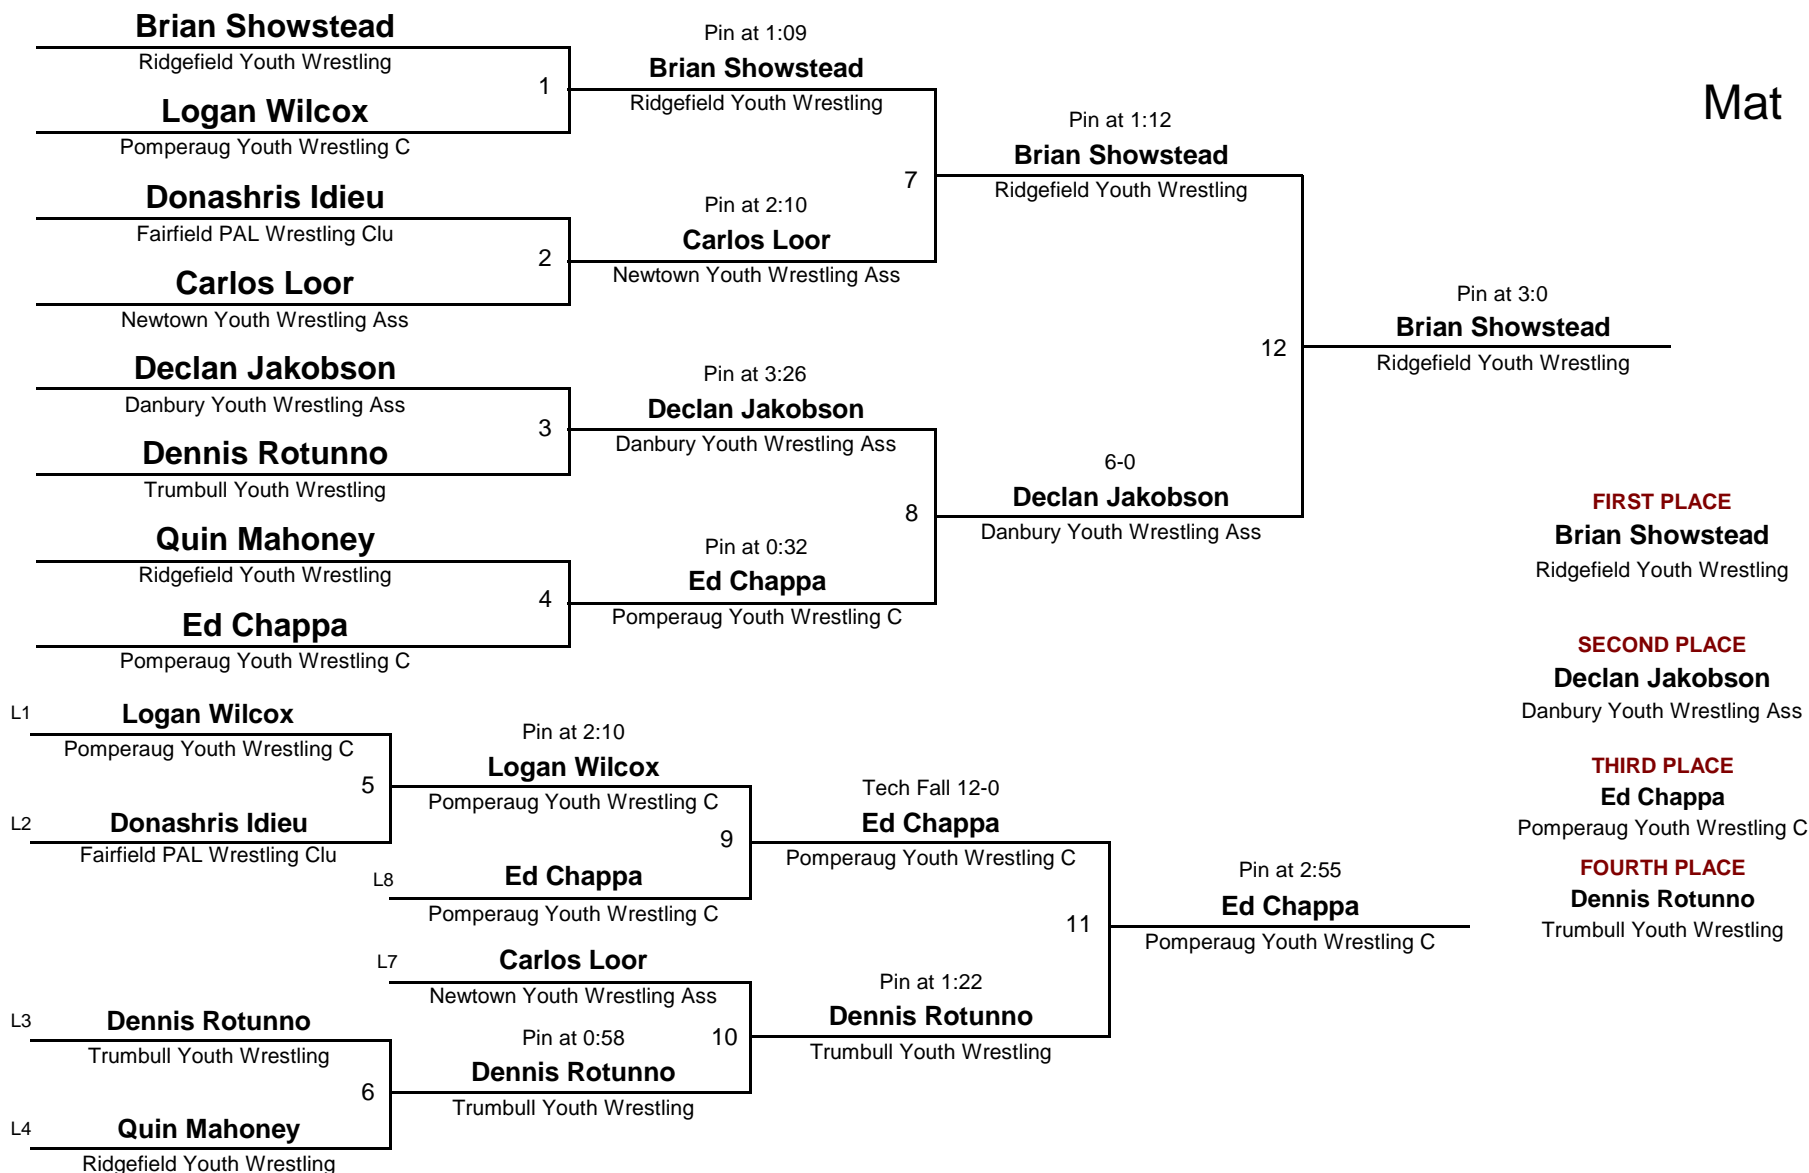 Brian Showstead
Ridgefield Youth Wrestling
1
Logan Wilcox
Pomperaug Youth Wrestling C
Pin at 1:09
Brian Showstead
Ridgefield Youth Wrestling
Mat
Donashris Idieu
Fairfield PAL Wrestling Clu
2
Carlos Loor
Newtown Youth Wrestling Ass
Pin at 2:10
Carlos Loor
Newtown Youth Wrestling Ass
7
Pin at 1:12
Brian Showstead
Ridgefield Youth Wrestling
Declan Jakobson
Danbury Youth Wrestling Ass
3
Dennis Rotunno
Trumbull Youth Wrestling
Pin at 3:26
Declan Jakobson
Danbury Youth Wrestling Ass
Quin Mahoney
Ridgefield Youth Wrestling
4
Ed Chappa
Pomperaug Youth Wrestling C
Pin at 0:32
Ed Chappa
Pomperaug Youth Wrestling C
8
6-0
Declan Jakobson
Danbury Youth Wrestling Ass
12
Pin at 3:0
Brian Showstead
Ridgefield Youth Wrestling
FIRST PLACE
Brian Showstead
Ridgefield Youth Wrestling
SECOND PLACE
Declan Jakobson
Danbury Youth Wrestling Ass
THIRD PLACE
Ed Chappa
Pomperaug Youth Wrestling C
FOURTH PLACE
Dennis Rotunno
Trumbull Youth Wrestling
L1
Logan Wilcox
Pomperaug Youth Wrestling C
5
L2
Donashris Idieu
Fairfield PAL Wrestling Clu
Pin at 2:10
Logan Wilcox
Pomperaug Youth Wrestling C
9
L8
Ed Chappa
Pomperaug Youth Wrestling C
Tech Fall 12-0
Ed Chappa
Pomperaug Youth Wrestling C
L7
Carlos Loor
Newtown Youth Wrestling Ass
10
L3
Dennis Rotunno
Trumbull Youth Wrestling
6
L4
Quin Mahoney
Ridgefield Youth Wrestling
Pin at 0:58
Dennis Rotunno
Trumbull Youth Wrestling
Pin at 1:22
Dennis Rotunno
Trumbull Youth Wrestling
11
Pin at 2:55
Ed Chappa
Pomperaug Youth Wrestling C